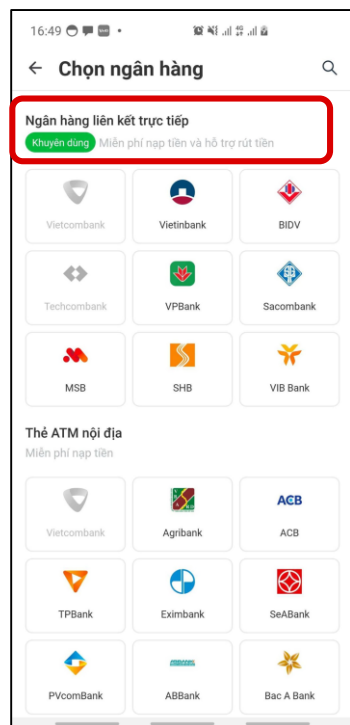 16:49
← Chọn ngân hàng
Ngân hàng liên kết trực tiếp
Khuyên dùng Miễn phí nạp tiền và hỗ trợ rút tiền
Vietcombank Vietinbank BIDV
Techcombank VPBank Sacombank
MSB SHB VIB Bank
Thẻ ATM nội địa
Miễn phí nạp tiền
ACB
Vietcombank Agribank ACB
TPBank Eximbank SeABank
PVcomBank ABBank Bac A Bank